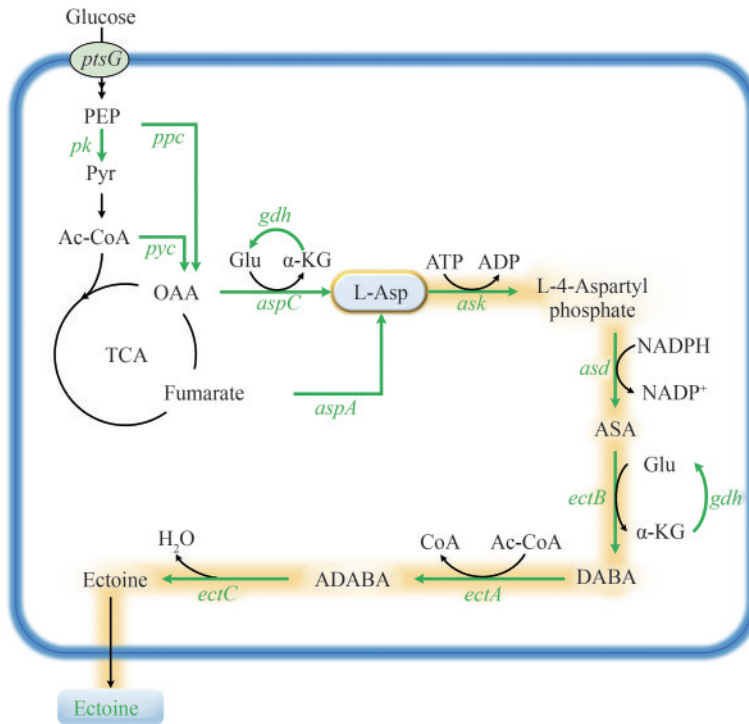 Glucose
ptsG
PEP
pk
ppc
Pyr
Ac-CoA
pyc
OAA
TCA
Fumarate
gdh
Glu
α-KG
aspC
aspA
L-Asp
ATP
ADP
ask
L-4-Aspartyl
phosphate
NADPH
asd
NADP⁺
ASA
Glu
ectB
gdh
α-KG
DABA
CoA
Ac-CoA
ectA
ADABA
H₂O
ectC
Ectoine
Ectoine